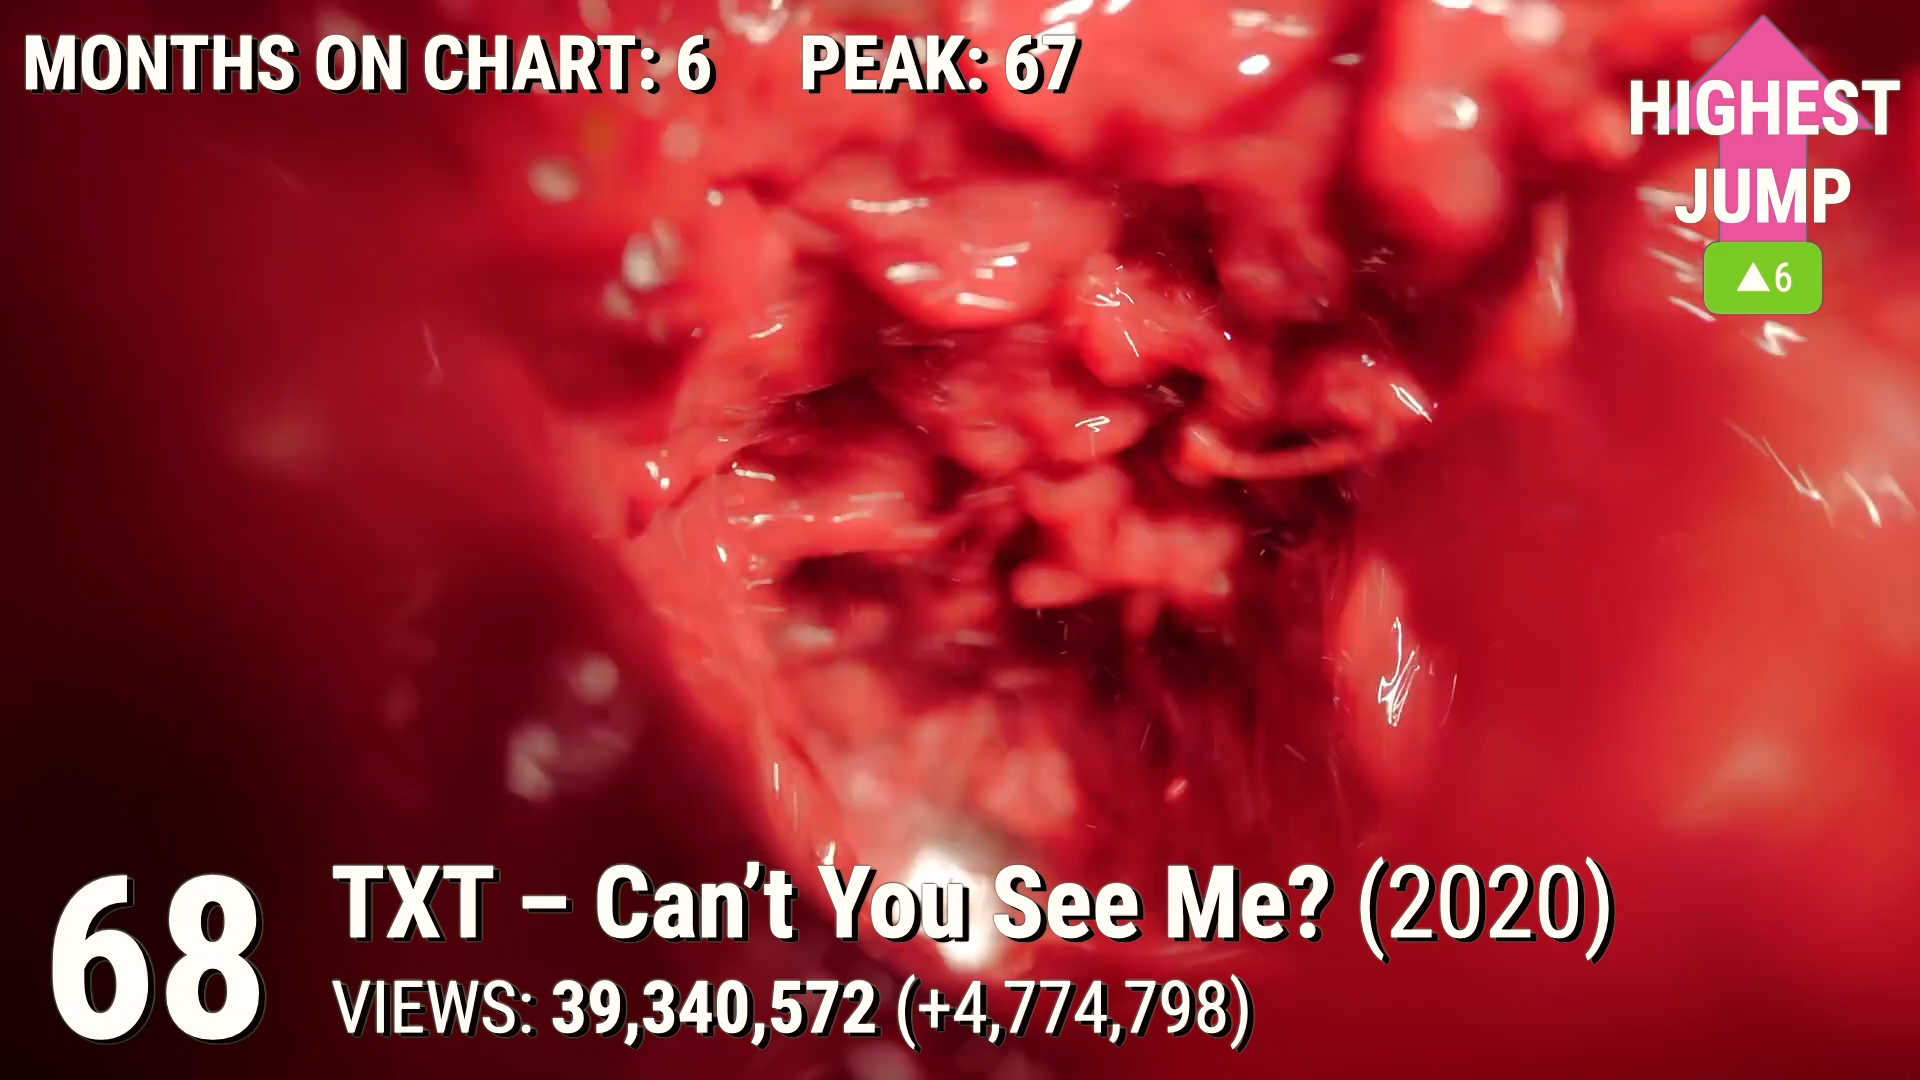 MONTHS ON CHART: 6 PEAK: 67
HIGHEST
JUMP
▲6
68
TXT – Can’t You See Me? (2020)
VIEWS: 39,340,572 (+4,774,798)